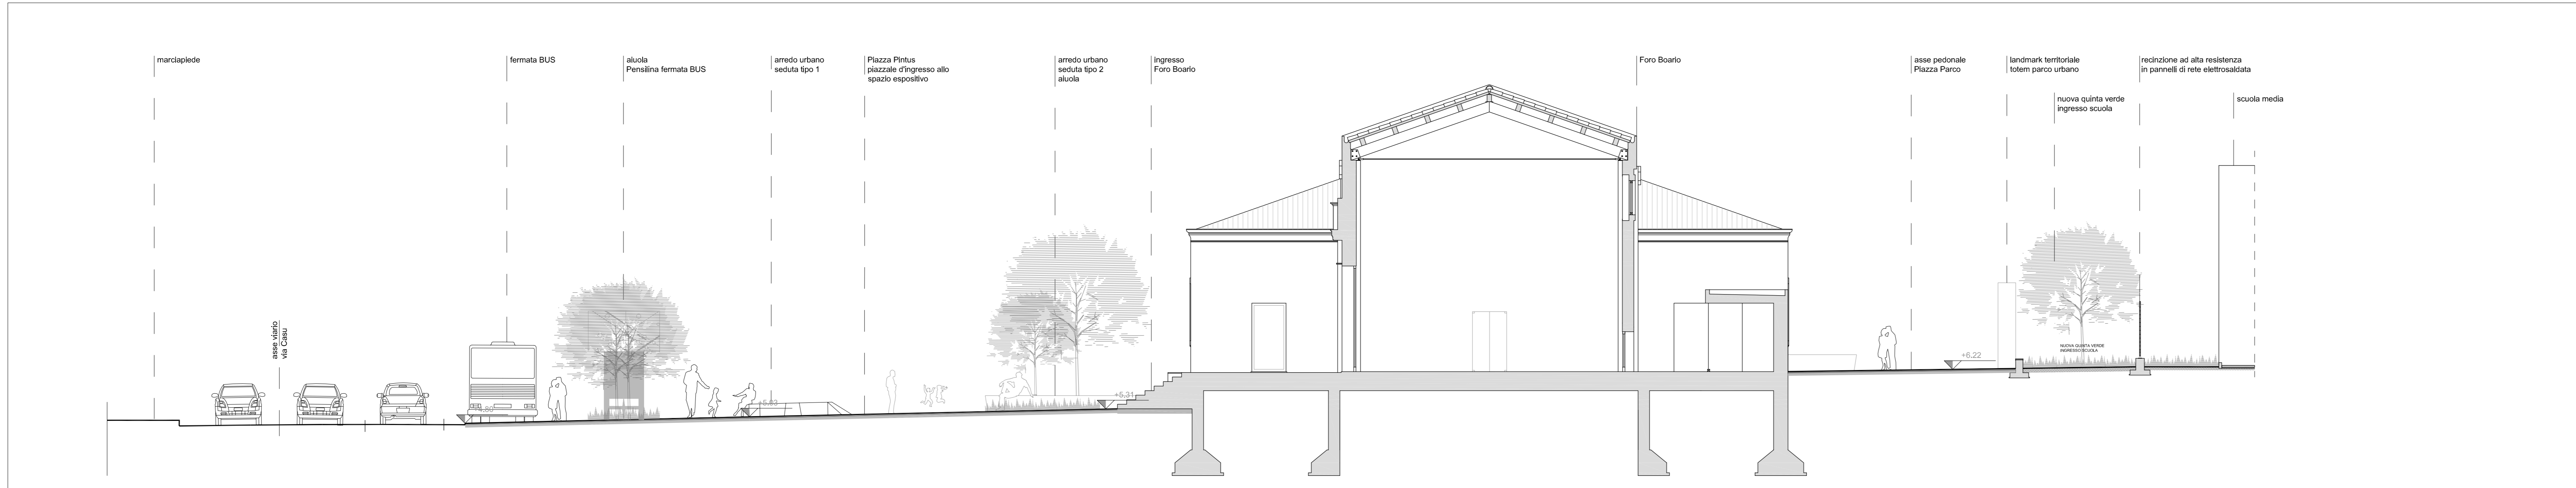 marciapiede
fermata BUS
aiuola
Pensilina fermata BUS
arredo urbano
seduta tipo 1
Piazza Pintus
piazzale d'ingresso allo
spazio espositivo
arredo urbano
seduta tipo 2
aiuola
ingresso
Foro Boario
Foro Boario
asse pedonale
Piazza Parco
landmark territoriale
totem parco urbano
nuova quinta verde
ingresso scuola
recinzione ad alta resistenza
in pannelli di rete elettrosaldata
scuola media
asse viario
via Casu
+5,63
+5,31
+6.22
NUOVA QUINTA VERDE
INGRESSO SCUOLA